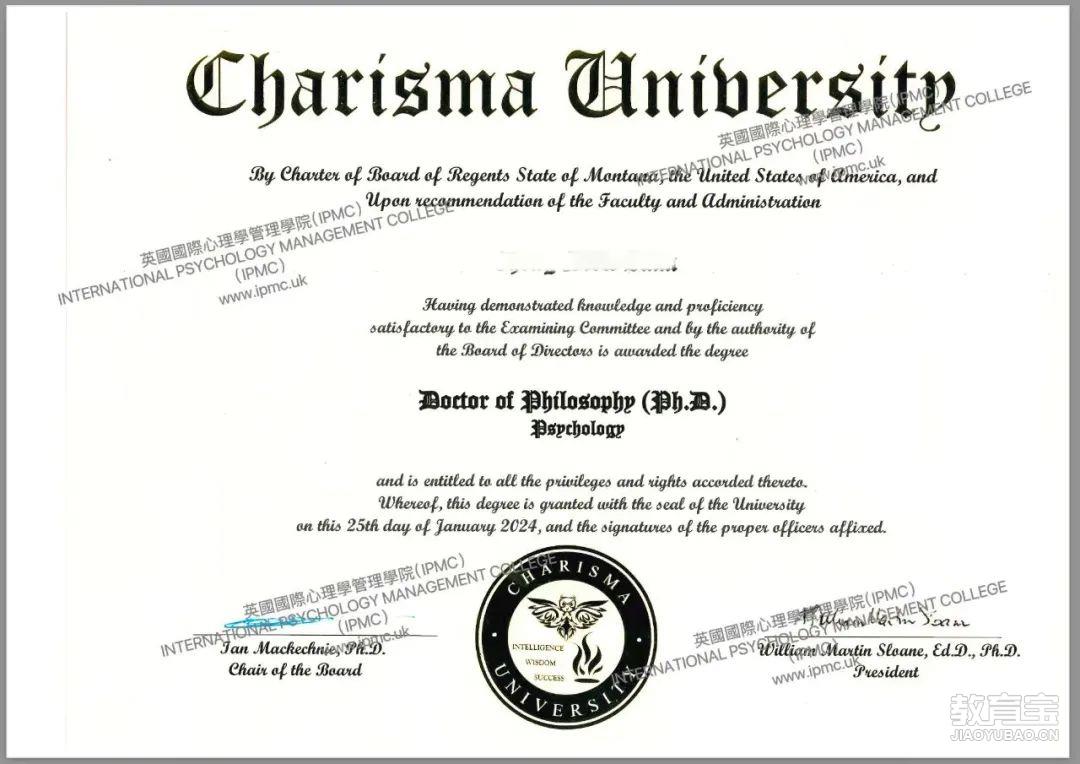 Charisma University
英國國際心理學管理學院(IPMC)
INTERNATIONAL PSYCHOLOGY MANAGEMENT COLLEGE
(IPMC)
www.ipmc.uk
By Charter of Board of Regents State of Montana, the United States of America, and
Upon recommendation of the Faculty and Administration
英國國際心理學管理學院(IPMC)
INTERNATIONAL PSYCHOLOGY MANAGEMENT COLLEGE
(IPMC)
www.ipmc.uk
Having demonstrated knowledge and proficiency
satisfactory to the Examining Committee and by the authority of
the Board of Directors is awarded the degree
Doctor of Philosophy (Ph.D.)
Psychology
and is entitled to all the privileges and rights accorded thereto.
Whereof, this degree is granted with the seal of the University
on this 25th day of January 2024, and the signatures of the proper officers affixed.
英國國際心理學管理學院(IPMC)
INTERNATIONAL PSYCHOLOGY MANAGEMENT COLLEGE
(IPMC)
www.ipmc.uk
Ian Mackechnie, Ph.D.
Chair of the Board
CHARISMA
INTELLIGENCE
WISDOM
SUCCESS
UNIVERSITY
英國國際心理學管理學院(IPMC)
INTERNATIONAL PSYCHOLOGY MANAGEMENT COLLEGE
(IPMC)
www.ipmc.uk
William Martin Sloane, Ed.D., Ph.D.
President
教育宝
JIAOYUBAO.CN